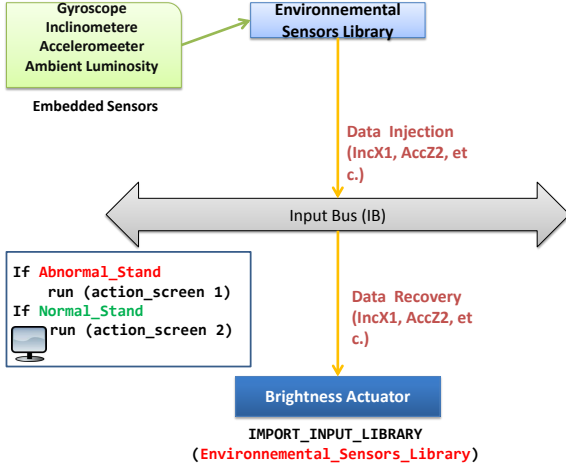 Gyroscope
Inclinometere
Acceleromeeter
Ambient Luminosity
Embedded Sensors
Environnemental
Sensors Library
Data Injection
(IncX1, AccZ2, et
c.)
Input Bus (IB)
If Abnormal_Stand
run (action_screen 1)
If Normal_Stand
run (action_screen 2)
Data Recovery
(IncX1, AccZ2, et
c.)
Brightness Actuator
IMPORT_INPUT_LIBRARY
(Environnemental_Sensors_Library)